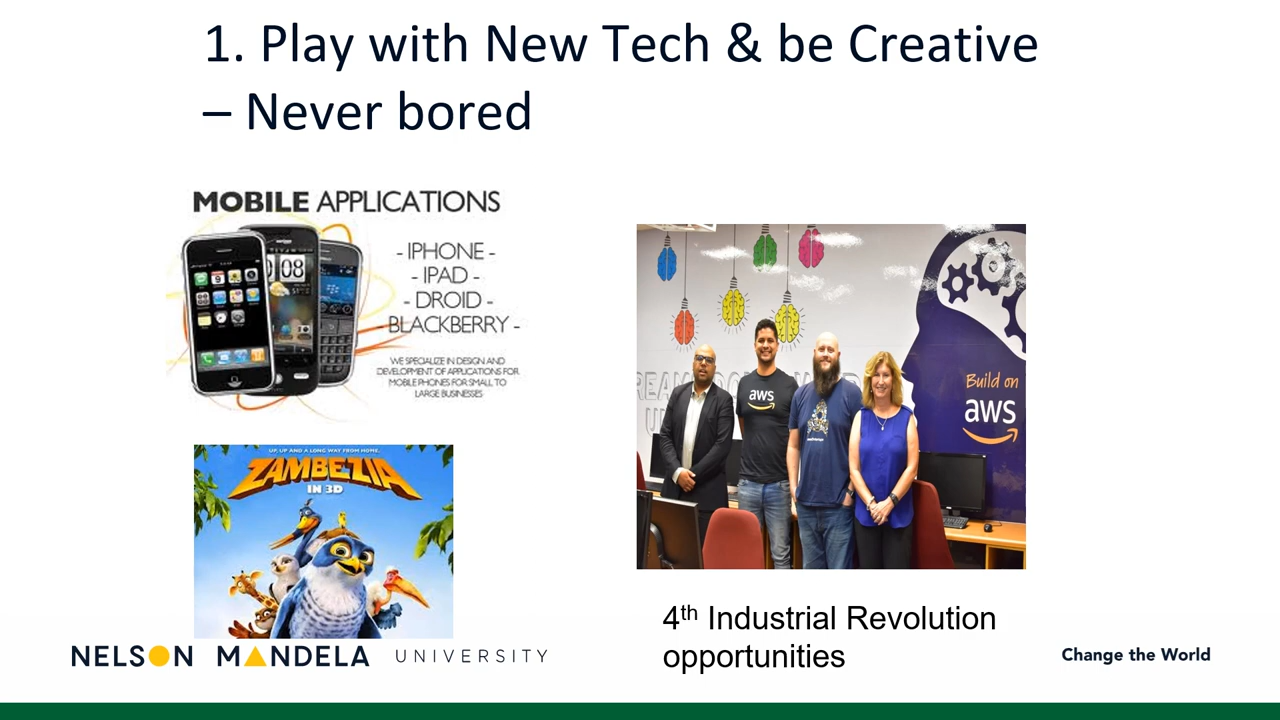 1. Play with New Tech & be Creative
– Never bored
MOBILE APPLICATIONS
- IPHONE -
- IPAD -
- DROID -
- BLACKBERRY -
WE SPECIALIZE IN DESIGN AND
DEVELOPMENT OF APPLICATIONS FOR
MOBILE PHONES FOR SMALL TO
LARGE BUSINESSES
aws
Build on
aws
UP, UP AND A LONG WAY FROM HOME.
ZAMBEZIA
IN 3D
4th Industrial Revolution
opportunities
NELSON MANDELA UNIVERSITY
Change the World